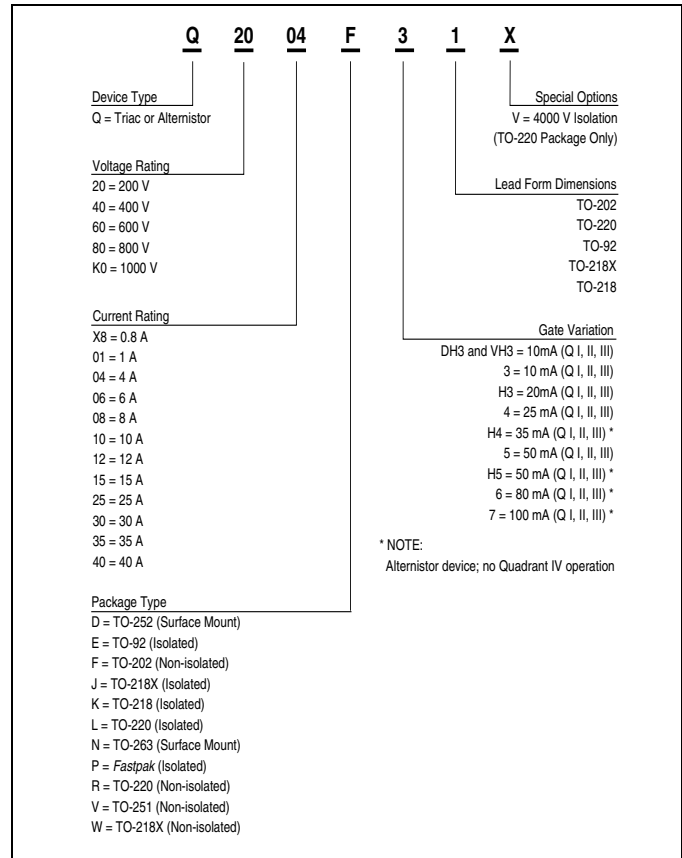 Q 20 04 F 3 1 X
Device Type
Q = Triac or Alternistor
Voltage Rating
20 = 200 V
40 = 400 V
60 = 600 V
80 = 800 V
K0 = 1000 V
Current Rating
X8 = 0.8 A
01 = 1 A
04 = 4 A
06 = 6 A
08 = 8 A
10 = 10 A
12 = 12 A
15 = 15 A
25 = 25 A
30 = 30 A
35 = 35 A
40 = 40 A
Package Type
D = TO-252 (Surface Mount)
E = TO-92 (Isolated)
F = TO-202 (Non-isolated)
J = TO-218X (Isolated)
K = TO-218 (Isolated)
L = TO-220 (Isolated)
N = TO-263 (Surface Mount)
P = Fastpak (Isolated)
R = TO-220 (Non-isolated)
V = TO-251 (Non-isolated)
W = TO-218X (Non-isolated)
Special Options
V = 4000 V Isolation
(TO-220 Package Only)
Lead Form Dimensions
TO-202
TO-220
TO-92
TO-218X
TO-218
Gate Variation
DH3 and VH3 = 10mA (Q I, II, III)
3 = 10 mA (Q I, II, III)
H3 = 20mA (Q I, II, III)
4 = 25 mA (Q I, II, III)
H4 = 35 mA (Q I, II, III) *
5 = 50 mA (Q I, II, III)
H5 = 50 mA (Q I, II, III) *
6 = 80 mA (Q I, II, III) *
7 = 100 mA (Q I, II, III) *
* NOTE:
Alternistor device; no Quadrant IV operation